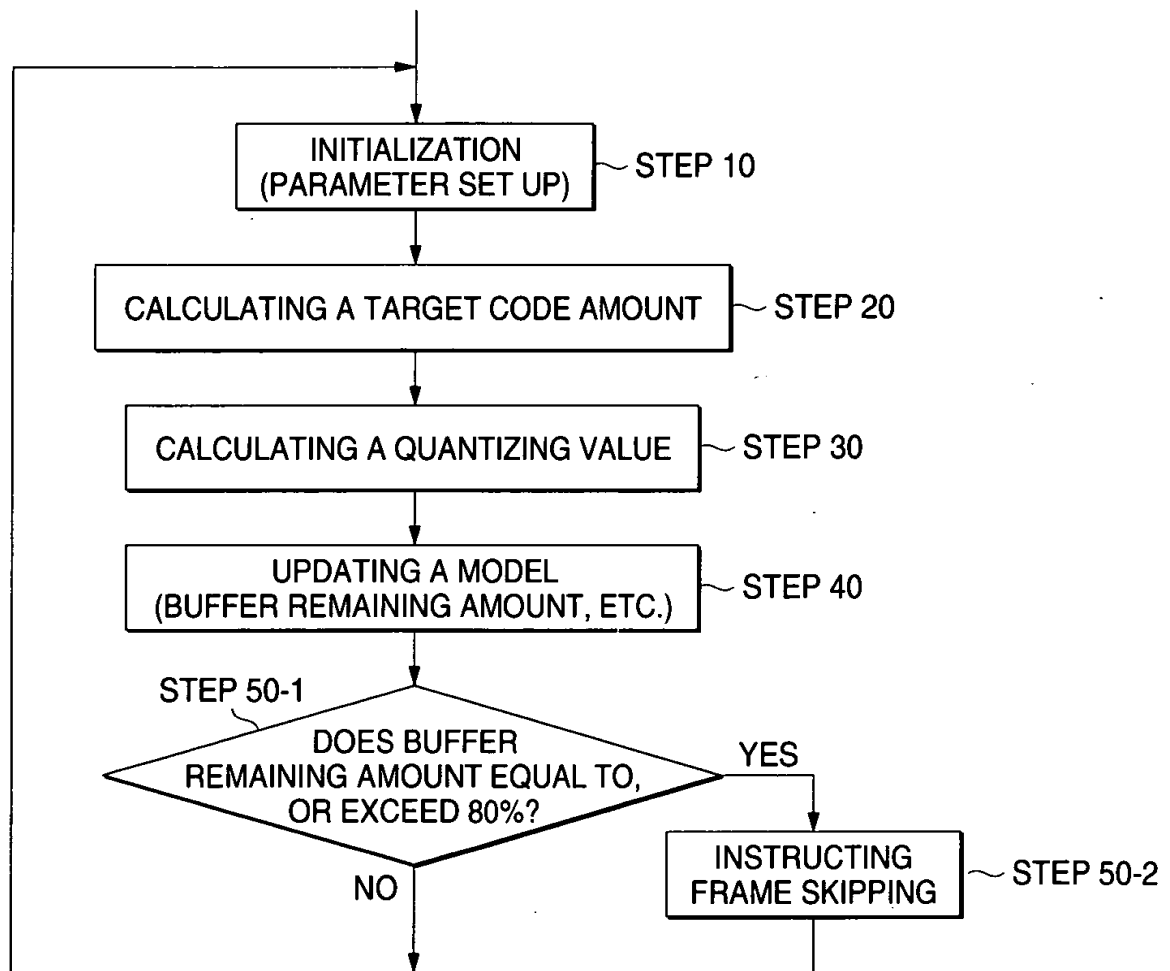 INITIALIZATION
(PARAMETER SET UP)
STEP 10
CALCULATING A TARGET CODE AMOUNT
STEP 20
CALCULATING A QUANTIZING VALUE
STEP 30
UPDATING A MODEL
(BUFFER REMAINING AMOUNT, ETC.)
STEP 40
STEP 50-1
DOES BUFFER
REMAINING AMOUNT EQUAL TO,
OR EXCEED 80%?
YES
NO
INSTRUCTING
FRAME SKIPPING
STEP 50-2